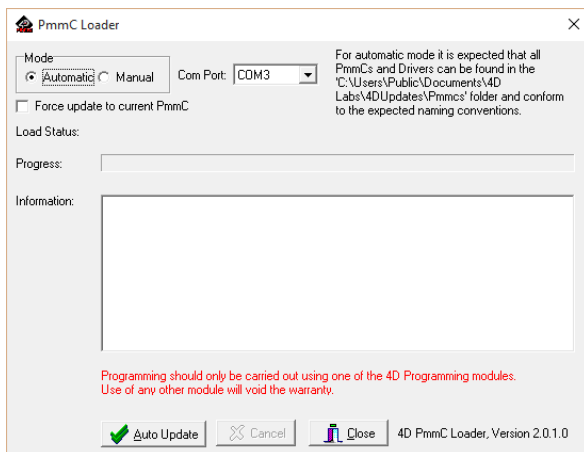 PmmC Loader
Mode
Automatic Manual Com Port: COM3
For automatic mode it is expected that all
PmmCs and Drivers can be found in the
'C:\Users\Public\Documents\4D
Labs\4DUpdates\Pmmcs' folder and conform
to the expected naming conventions.
Force update to current PmmC
Load Status:
Progress:
Information:
Programming should only be carried out using one of the 4D Programming modules.
Use of any other module will void the warranty.
Auto Update Cancel Close 4D PmmC Loader, Version 2.0.1.0